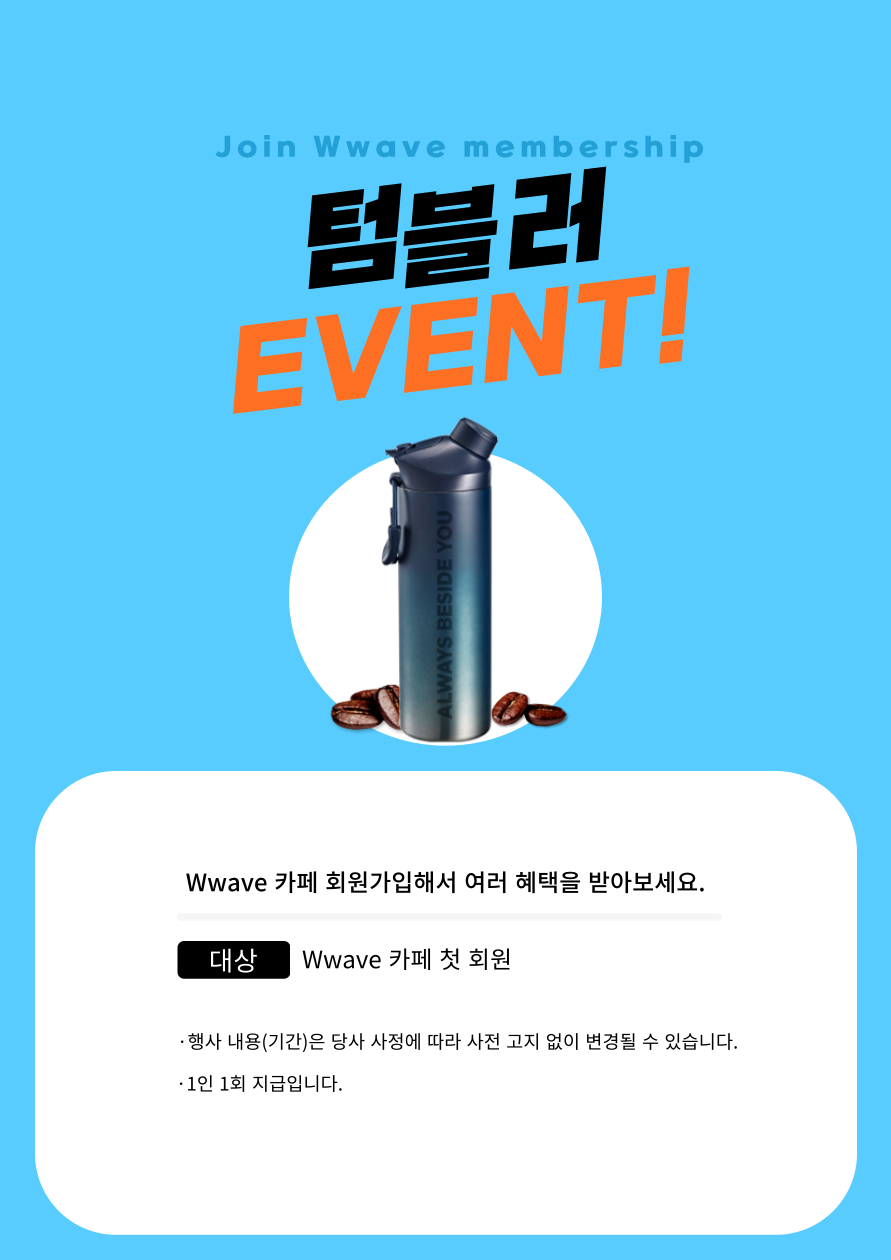 Join Wwave membership
텀블러
EVENT!
ALWAYS BESIDE YOU
Wwave 카페 회원가입해서 여러 혜택을 받아보세요.
대상 Wwave 카페 첫 회원
·행사 내용(기간)은 당사 사정에 따라 사전 고지 없이 변경될 수 있습니다.
·1인 1회 지급입니다.